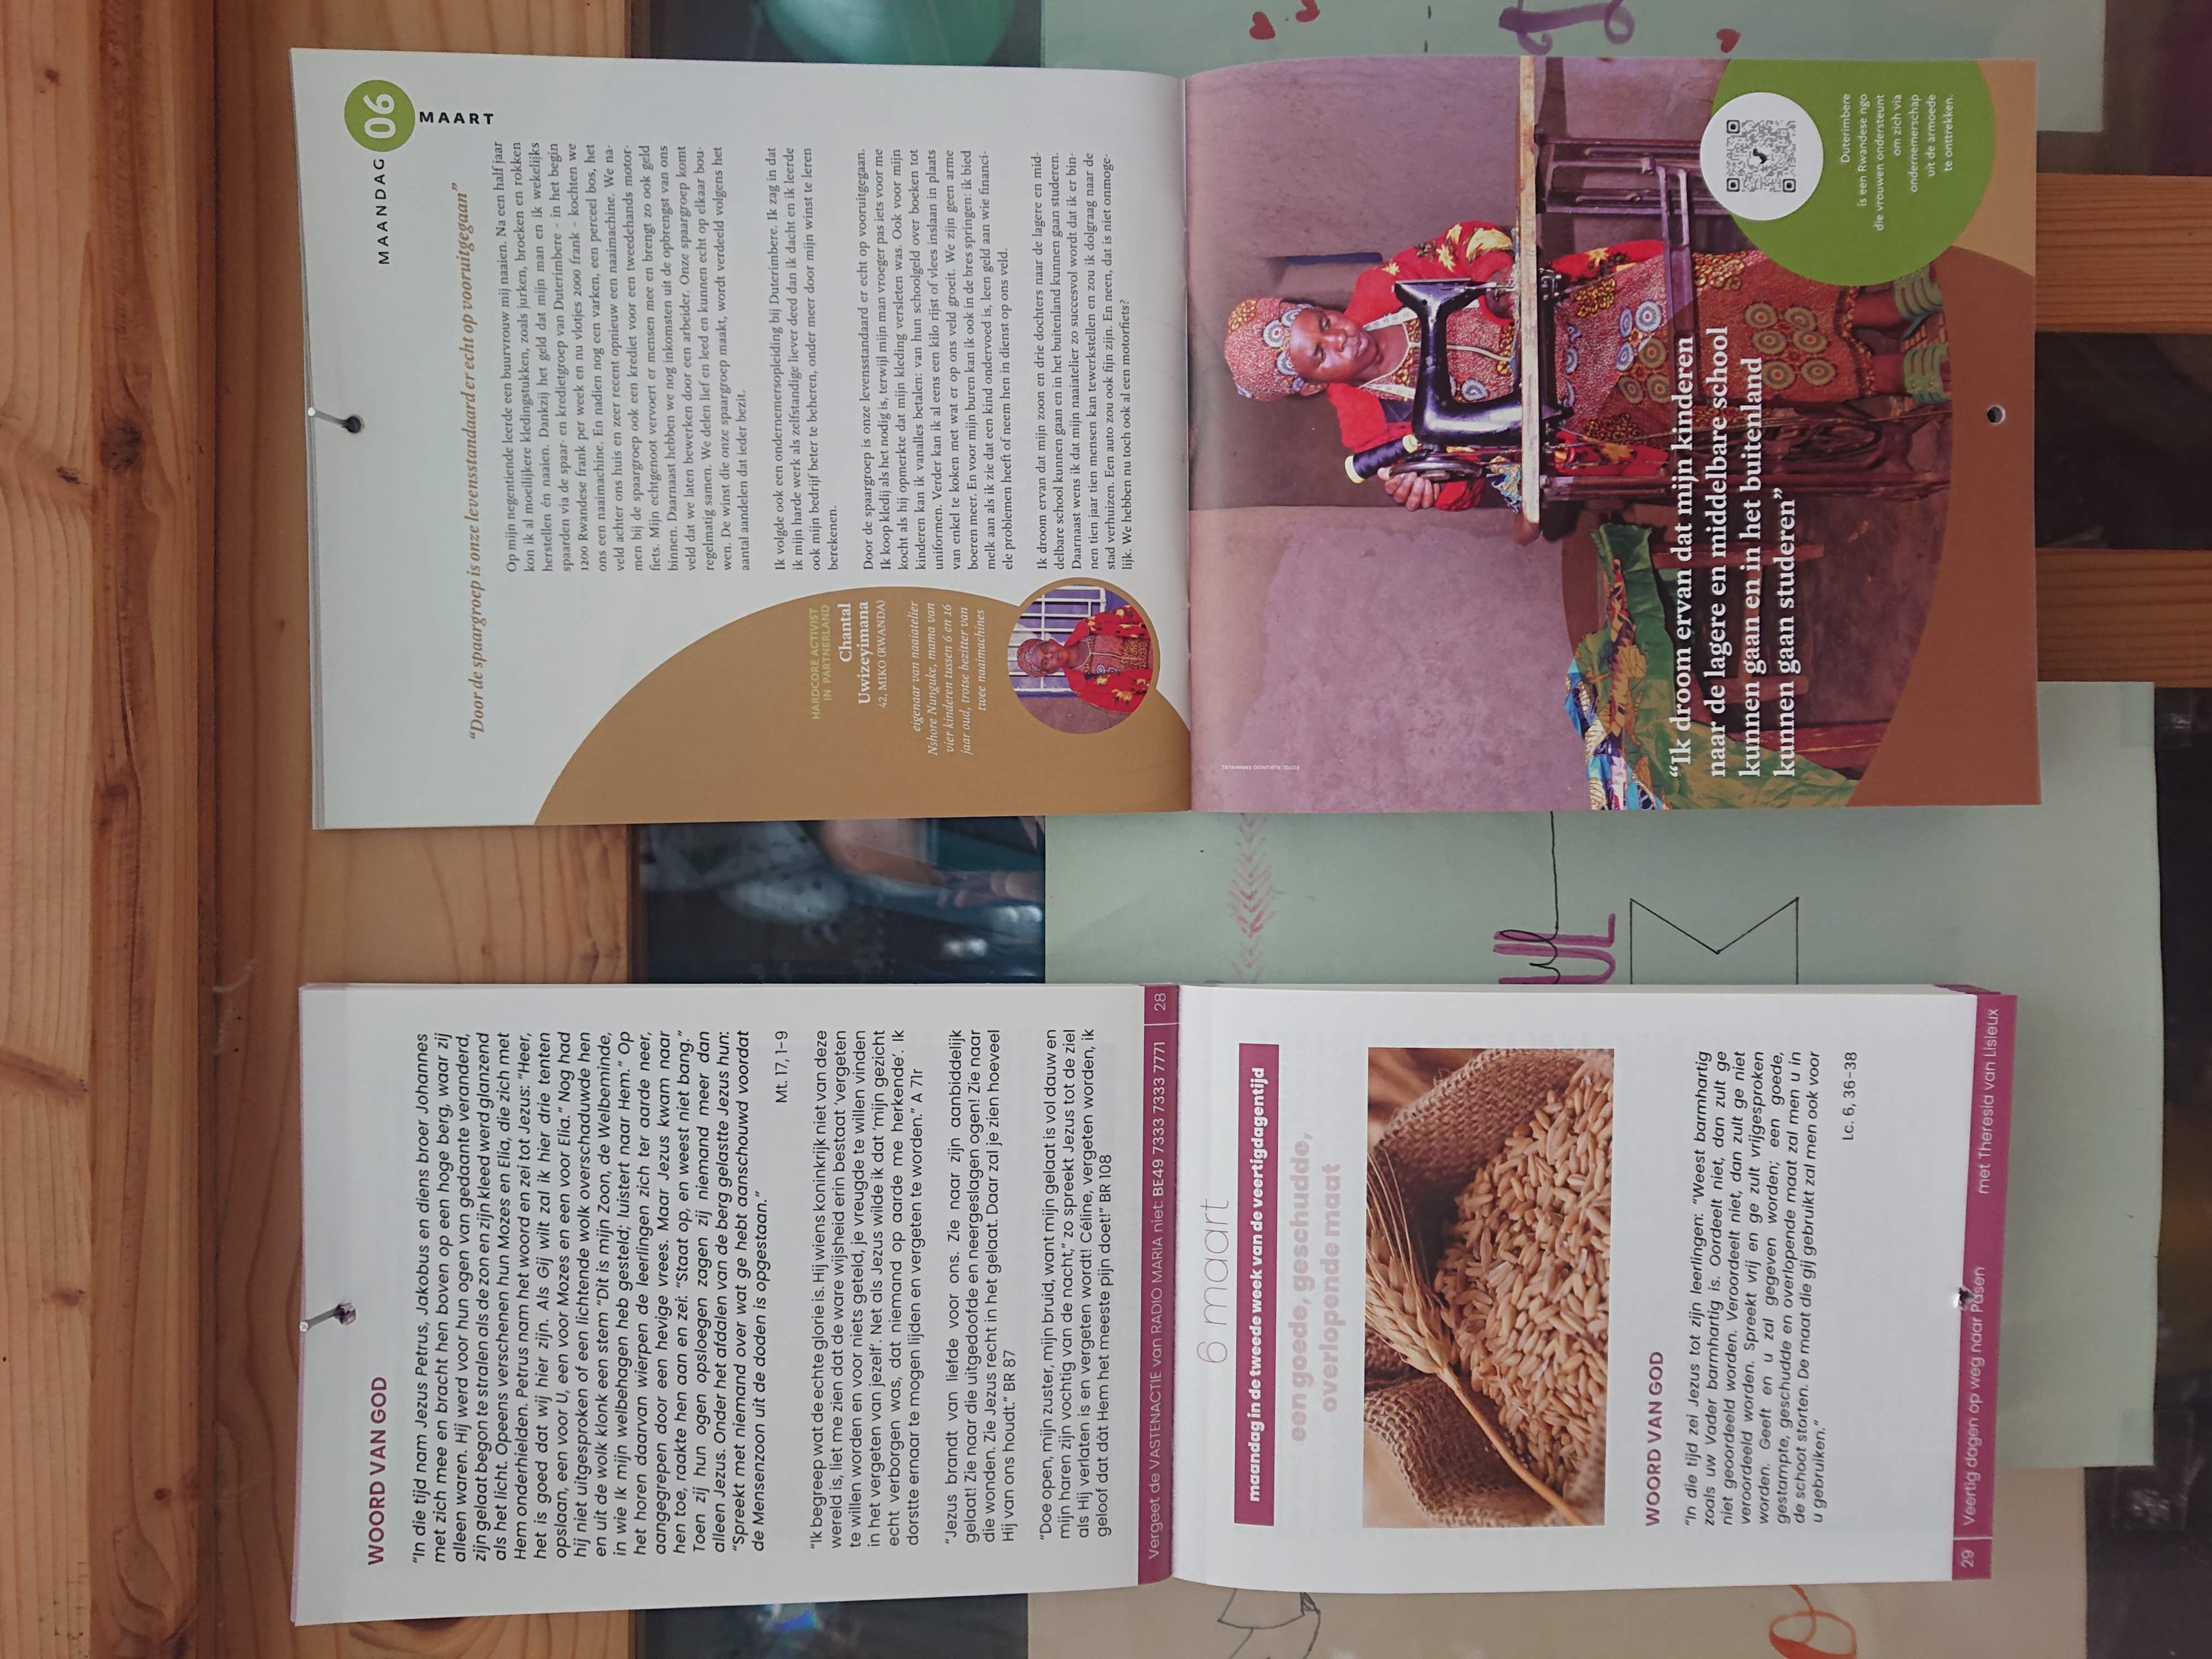 WOORD VAN GOD
“In die tijd nam Jezus Petrus, Jakobus en diens broer Johannes
met zich mee en bracht hen boven op een hoge berg, waar zij
alleen waren. Hij werd voor hun ogen van gedaante veranderd,
zijn gelaat begon te stralen als de zon en zijn kleed werd glanzend
als het licht. Opeens verschenen hun Mozes en Elia, die zich met
Hem onderhielden. Petrus nam het woord en zei tot Jezus: “Heer,
het is goed dat wij hier zijn. Als Gij wilt zal ik hier drie tenten
opslaan, een voor U, een voor Mozes en een voor Elia.” Nog had
hij niet uitgesproken of een lichtende wolk overschaduwde hen
en uit de wolk klonk een stem “Dit is mijn Zoon, de Welbeminde,
in wie Ik mijn welbehagen heb gesteld; luistert naar Hem.” Op
het horen daarvan wierpen de leerlingen zich ter aarde neer,
aangegrepen door een hevige vrees. Maar Jezus kwam naar
hen toe, raakte hen aan en zei: “Staat op, en weest niet bang.”
Toen zij hun ogen opsloegen zagen zij niemand meer dan
alleen Jezus. Onder het afdalen van de berg gelastte Jezus hun:
“Spreekt met niemand over wat ge hebt aanschouwd voordat
de Mensenzoon uit de doden is opgestaan.”
Mt. 17, 1-9
“Ik begreep wat de echte glorie is. Hij wiens koninkrijk niet van deze
wereld is, liet me zien dat de ware wijsheid erin bestaat ‘vergeten
te willen worden en voor niets geteld, je vreugde te willen vinden
in het vergeten van jezelf’. Net als Jezus wilde ik dat ‘mijn gezicht
echt verborgen was, dat niemand op aarde me herkende’. Ik
dorstte ernaar te mogen lijden en vergeten te worden.” A 71r
“Jezus brandt van liefde voor ons. Zie naar zijn aanbiddelijk
gelaat! Zie naar die uitgedoofde en neergeslagen ogen! Zie naar
die wonden. Zie Jezus recht in het gelaat. Daar zal je zien hoeveel
Hij van ons houdt.” BR 87
“Doe open, mijn zuster, mijn bruid, want mijn gelaat is vol dauw en
mijn haren zijn vochtig van de nacht,” zo spreekt Jezus tot de ziel
als Hij verlaten is en vergeten wordt! Céline, vergeten worden, ik
geloof dat dàt Hem het meeste pijn doet!” BR 108
Vergeet de VASTENACTIE van RADIO MARIA niet: BE49 7333 7333 7771 28
6 maart
maandag in de tweede week van de veertigdagentijd
een goede, geschudde,
overlopende maat
WOORD VAN GOD
“In die tijd zei Jezus tot zijn leerlingen: “Weest barmhartig
zoals uw Vader barmhartig is. Oordeelt niet, dan zult ge
niet geoordeeld worden. Veroordeelt niet, dan zult ge niet
veroordeeld worden. Spreekt vrij en ge zult vrijgesproken
worden. Geeft en u zal gegeven worden; een goede,
gestampte, geschudde en overlopende maat zal men u in
de schoot storten. De maat die gij gebruikt zal men ook voor
u gebruiken.”
Lc. 6, 36-38
29 Veertig dagen op weg naar Pasen met Theresia van Lisieux
MAANDAG 06
MAART
“Door de spaargroep is onze levensstandaard er echt op vooruitgegaan”
Op mijn negentiende leerde een buurvrouw mij naaien. Na een half jaar
kon ik al moeilijkere kledingstukken, zoals jurken, broeken en rokken
herstellen én naaien. Dankzij het geld dat mijn man en ik wekelijks
spaarden via de spaar- en kredietgroep van Duterimbere - in het begin
1200 Rwandese frank per week en nu vlotjes 2000 frank - kochten we
ons een naaimachine. En nadien nog een varken, een perceel bos, het
veld achter ons huis en zeer recent opnieuw een naaimachine. We na-
men bij de spaargroep ook een krediet voor een tweedehands motor-
fiets. Mijn echtgenoot vervoert er mensen mee en brengt zo ook geld
binnen. Daarnaast hebben we nog inkomsten uit de opbrengst van ons
veld dat we laten bewerken door een arbeider. Onze spaargroep komt
regelmatig samen. We delen lief en leed en kunnen echt op elkaar bou-
wen. De winst die onze spaargroep maakt, wordt verdeeld volgens het
aantal aandelen dat ieder bezit.
Ik volgde ook een ondernemersopleiding bij Duterimbere. Ik zag in dat
ik mijn harde werk als zelfstandige liever deed dan ik dacht en ik leerde
ook mijn bedrijf beter te beheren, onder meer door mijn winst te leren
berekenen.
Door de spaargroep is onze levensstandaard er echt op vooruitgegaan.
Ik koop kledij als het nodig is, terwijl mijn man vroeger pas iets voor me
kocht als hij opmerkte dat mijn kleding versleten was. Ook voor mijn
kinderen kan ik vanalles betalen: van hun schoolgeld over boeken tot
uniformen. Verder kan ik al eens een kilo rijst of vlees inslaan in plaats
van enkel te koken met wat er op ons veld groeit. We zijn geen arme
boeren meer. En voor mijn buren kan ik ook in de bres springen: ik bied
melk aan als ik zie dat een kind ondervoed is, leen geld aan wie financi-
ele problemen heeft of neem hen in dienst op ons veld.
Ik droom ervan dat mijn zoon en drie dochters naar de lagere en mid-
delbare school kunnen gaan en in het buitenland kunnen gaan studeren.
Daarnaast wens ik dat mijn naaiatelier zo succesvol wordt dat ik er bin-
nen tien jaar tien mensen kan tewerkstellen en zou ik dolgraag naar de
stad verhuizen. Een auto zou ook fijn zijn. En neen, dat is niet onmoge-
lijk. We hebben nu toch ook al een motorfiets?
HARDCORE ACTIVIST
IN PARTNERLAND
Chantal
Uwizeyimana
42, MIKO (RWANDA)
eigenaar van naaiatelier
Nshore Nunguke, mama van
vier kinderen tussen 6 en 16
jaar oud, trotse bezitter van
twee naaimachines
“Ik droom ervan dat mijn kinderen
naar de lagere en middelbare school
kunnen gaan en in het buitenland
kunnen gaan studeren”
Duterimbere
is een Rwandese ngo
die vrouwen ondersteunt
om zich via
ondernemerschap
uit de armoede
te onttrekken.